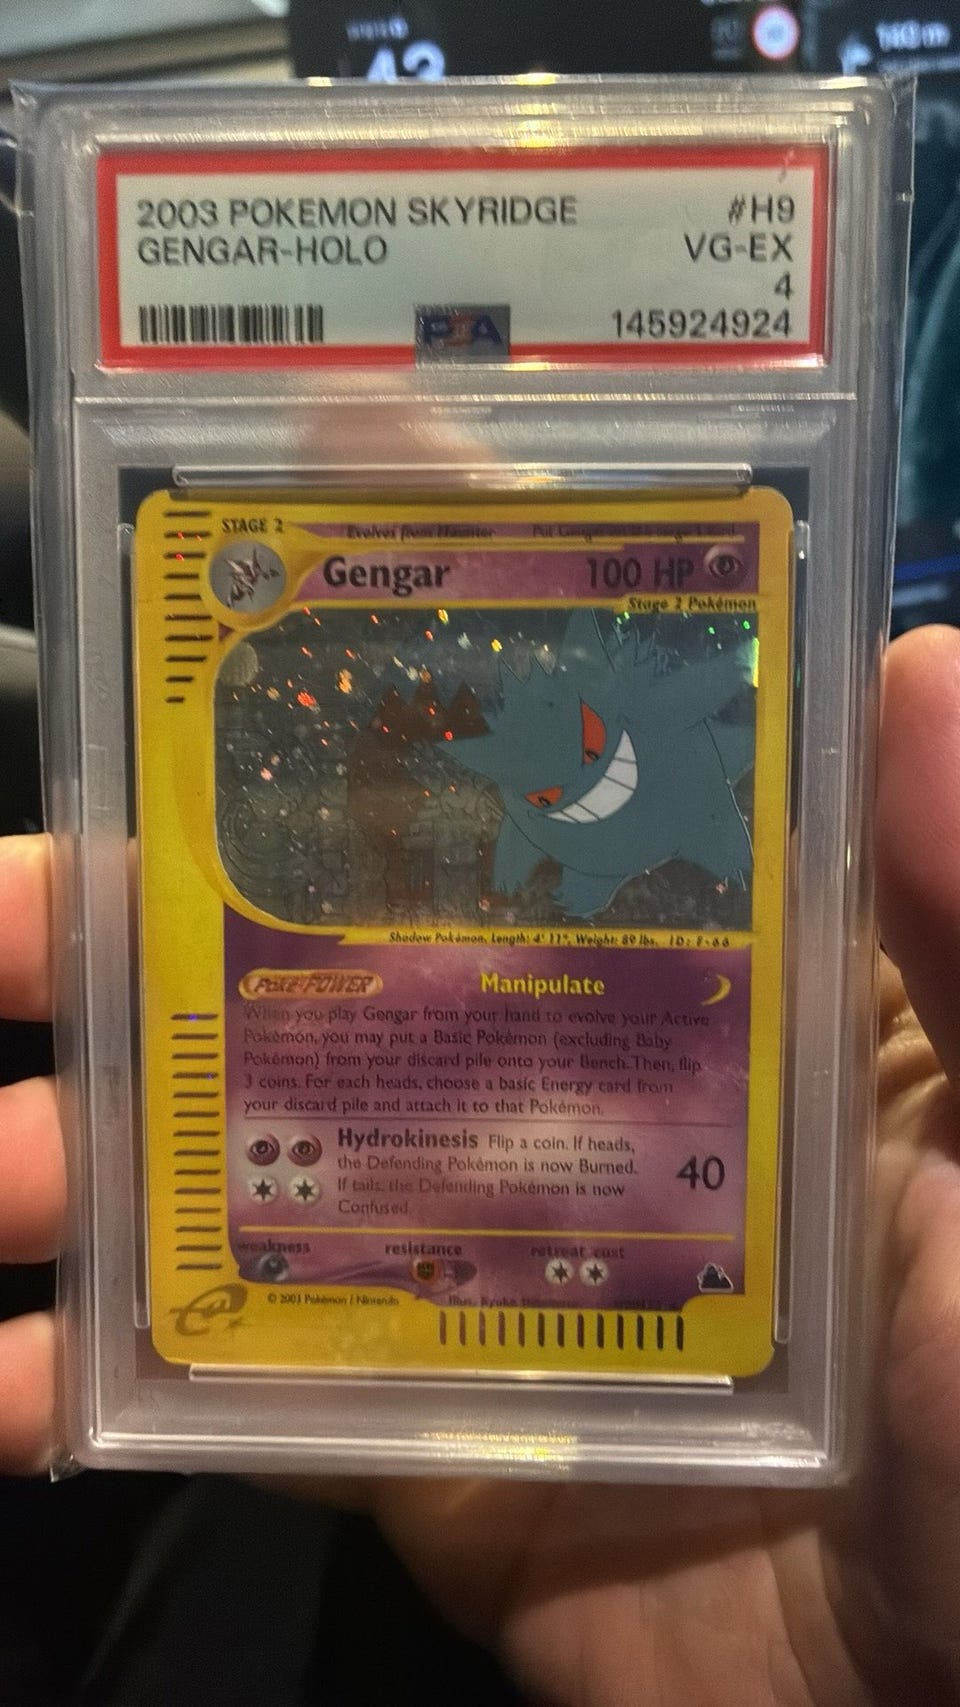 43
140 m
2003 POKEMON SKYRIDGE #H9
GENGAR-HOLO VG-EX
4
PSA 145924924
STAGE 2 Evolves from Haunter Put
Gengar 100 HP
Stage 2 Pokémon
Shadow Pokémon. Length: 4' 11", Weight: 89 lbs.
POKÉ-POWER Manipulate
When you play Gengar from your hand to evolve your Active
Pokémon, you may put a Basic Pokémon (excluding Baby
Pokémon) from your discard pile onto your Bench. Then, flip
3 coins. For each heads, choose a basic Energy card from
your discard pile and attach it to that Pokémon.
Hydrokinesis Flip a coin. If heads,
the Defending Pokémon is now Burned. 40
If tails, the Defending Pokémon is now
Confused.
weakness resistance retreat cost
© 2003 Pokémon / Nintendo Illus.
e